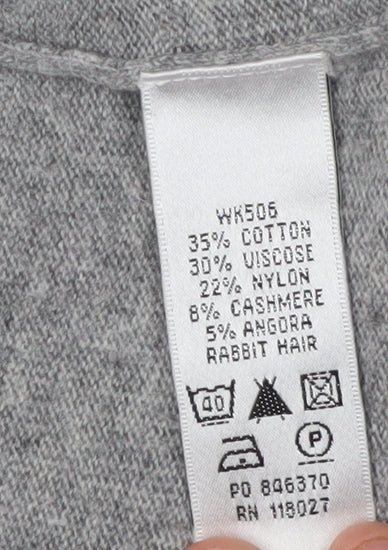 WK506
35% COTTON
30% VISCOSE
22% NYLON
8% CASHMERE
5% ANGORA
RABBIT HAIR
40
P
PO 846370
RN 118027